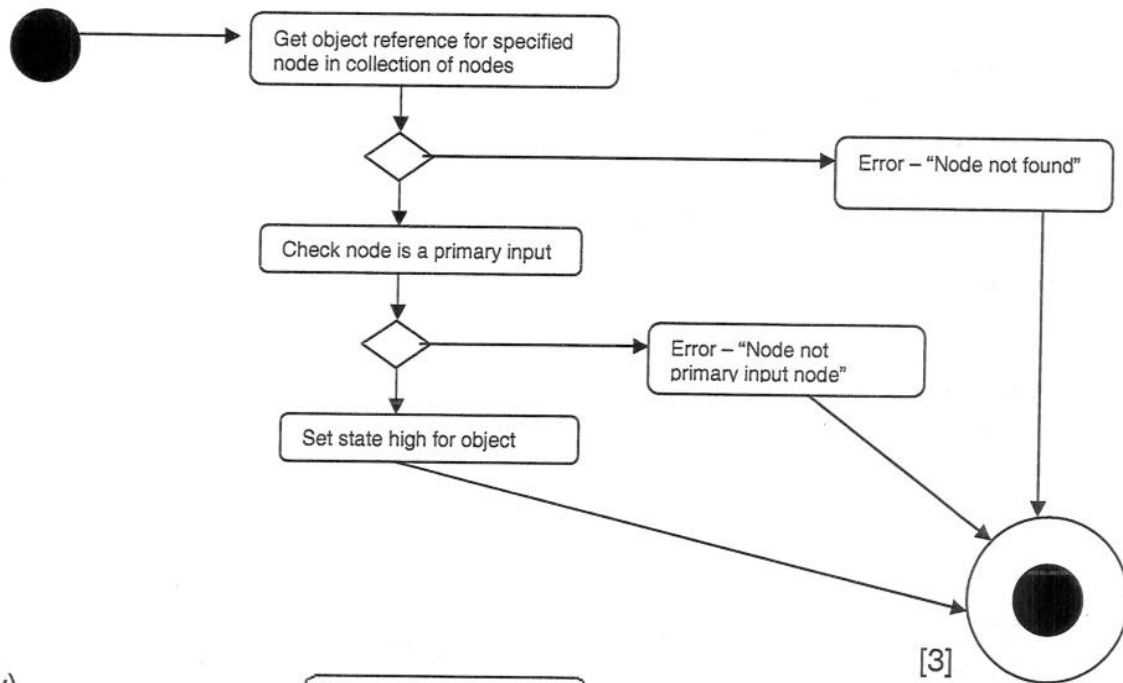 Get object reference for specified
node in collection of nodes
Error – “Node not found”
Check node is a primary input
Error – “Node not
primary input node”
Set state high for object
[3]